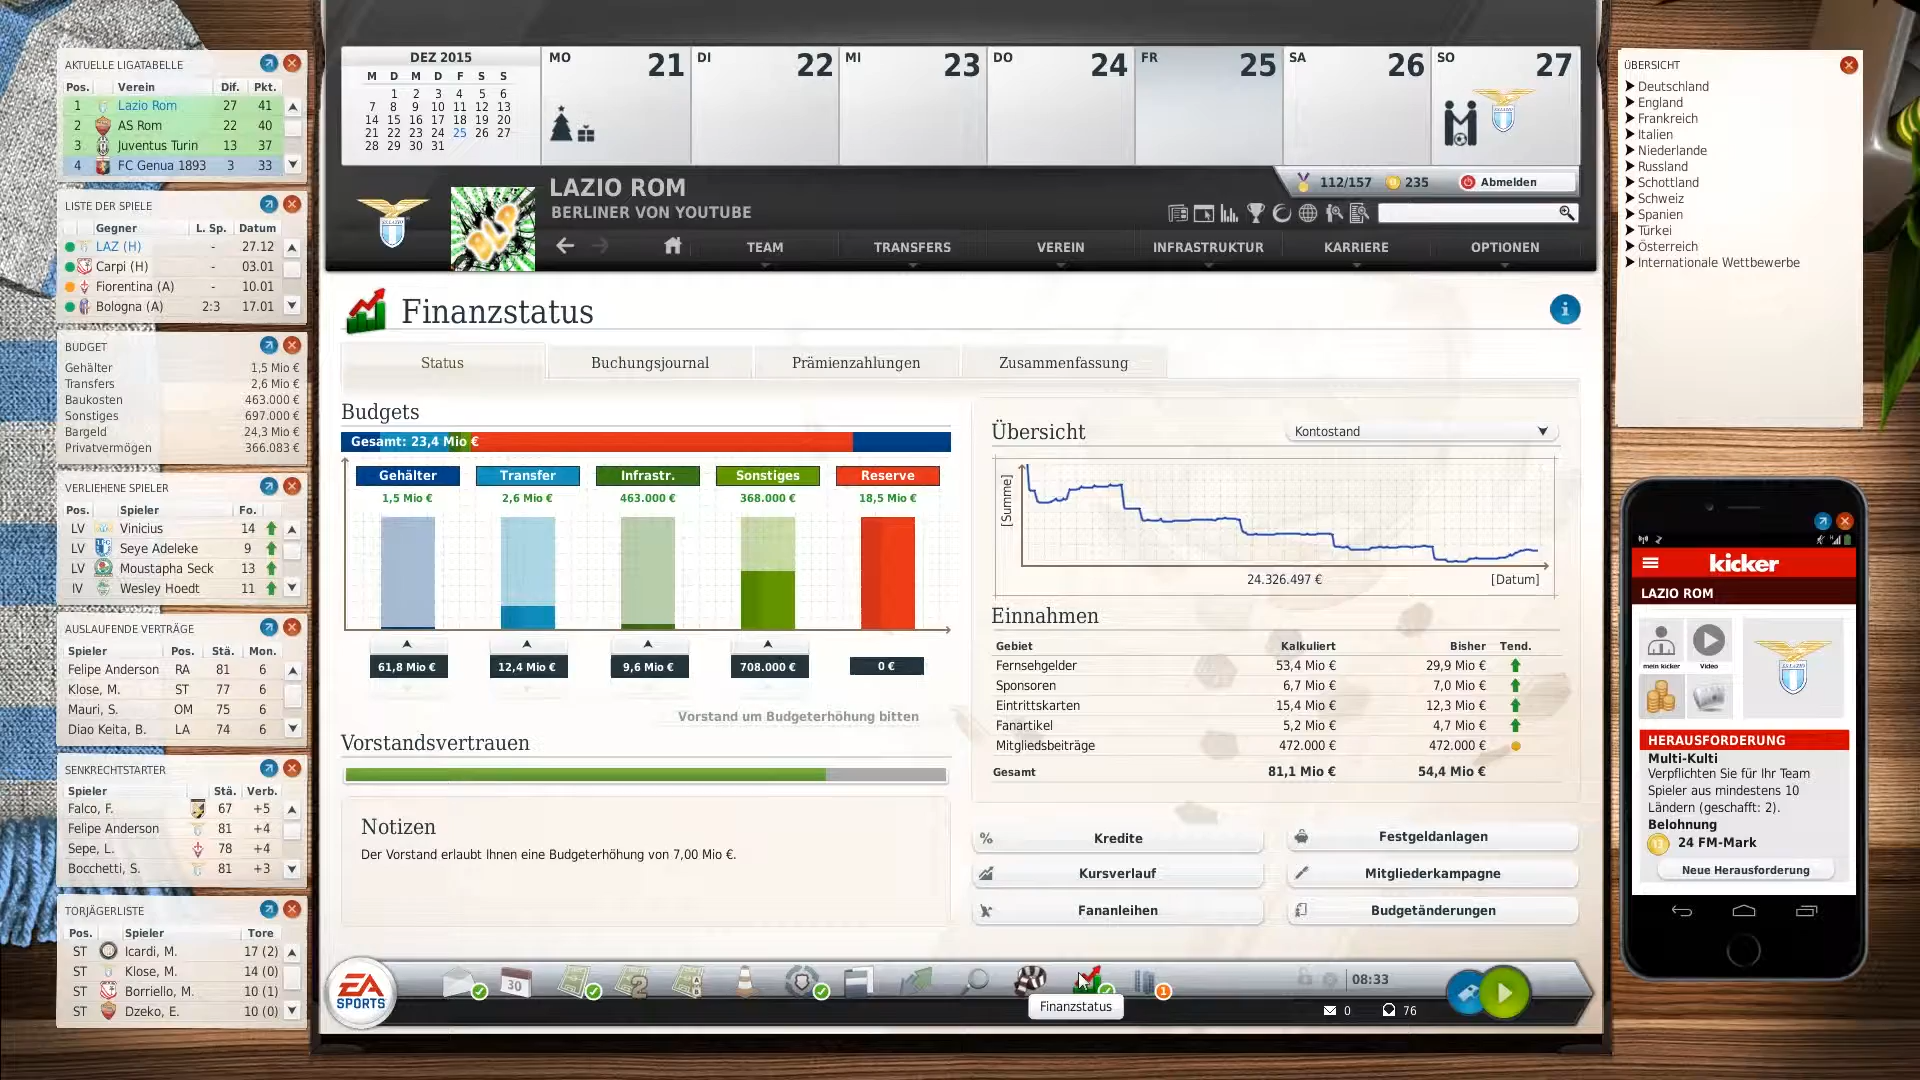 AKTUELLE LIGATABELLE
Pos. Verein Dif. Pkt.
1 Lazio Rom 27 41
2 AS Rom 22 40
3 Juventus Turin 13 37
4 FC Genua 1893 3 33
LISTE DER SPIELE
Gegner L. Sp. Datum
LAZ (H) - 27.12
Carpi (H) - 03.01
Fiorentina (A) - 10.01
Bologna (A) 2:3 17.01
BUDGET
Gehälter 1,5 Mio €
Transfers 2,6 Mio €
Baukosten 463.000 €
Sonstiges 697.000 €
Bargeld 24,3 Mio €
Privatvermögen 366.083 €
VERLIEHENE SPIELER
Pos. Spieler Fo.
LV Vinicius 14
LV Seye Adeleke 9
LV Moustapha Seck 13
IV Wesley Hoedt 11
AUSLAUFENDE VERTRÄGE
Spieler Pos. Stä. Mon.
Felipe Anderson RA 81 6
Klose, M. ST 77 6
Mauri, S. OM 75 6
Diao Keita, B. LA 74 6
SENKRECHTSTARTER
Spieler Stä. Verb.
Falco, F. 67 +5
Felipe Anderson 81 +4
Sepe, L. 78 +4
Bocchetti, S. 81 +3
TORJÄGERLISTE
Pos. Spieler Tore
ST Icardi, M. 17 (2)
ST Klose, M. 14 (0)
ST Borriello, M. 10 (1)
ST Dzeko, E. 10 (0)
DEZ 2015
M D M D F S S
1 2 3 4 5 6
7 8 9 10 11 12 13
14 15 16 17 18 19 20
21 22 23 24 25 26 27
28 29 30 31
MO 21 DI 22 MI 23 DO 24 FR 25 SA 26 SO 27
112/157 235 Abmelden
BLP
LAZIO ROM
BERLINER VON YOUTUBE
TEAM TRANSFERS VEREIN INFRASTRUKTUR KARRIERE OPTIONEN
Finanzstatus
Status Buchungsjournal Prämienzahlungen Zusammenfassung
Budgets
Gesamt: 23,4 Mio €
Gehälter Transfer Infrastr. Sonstiges Reserve
1,5 Mio € 2,6 Mio € 463.000 € 368.000 € 18,5 Mio €
61,8 Mio € 12,4 Mio € 9,6 Mio € 708.000 € 0 €
Vorstand um Budgeterhöhung bitten
Vorstandsvertrauen
Notizen
Der Vorstand erlaubt Ihnen eine Budgeterhöhung von 7,00 Mio €.
Übersicht Kontostand
[Summe]
24.326.497 € [Datum]
Einnahmen
Gebiet Kalkuliert Bisher Tend.
Fernsehgelder 53,4 Mio € 29,9 Mio €
Sponsoren 6,7 Mio € 7,0 Mio €
Eintrittskarten 15,4 Mio € 12,3 Mio €
Fanartikel 5,2 Mio € 4,7 Mio €
Mitgliedsbeiträge 472.000 € 472.000 €
Gesamt 81,1 Mio € 54,4 Mio €
Kredite Festgeldanlagen
Kursverlauf Mitgliederkampagne
Fananleihen Budgetänderungen
EA SPORTS
30
2
1
08:33
Finanzstatus
0 76
ÜBERSICHT
Deutschland
England
Frankreich
Italien
Niederlande
Russland
Schottland
Schweiz
Spanien
Türkei
Österreich
Internationale Wettbewerbe
kicker
LAZIO ROM
mein kicker Video
HERAUSFORDERUNG
Multi-Kulti
Verpflichten Sie für Ihr Team
Spieler aus mindestens 10
Ländern (geschafft: 2).
Belohnung
24 FM-Mark
Neue Herausforderung